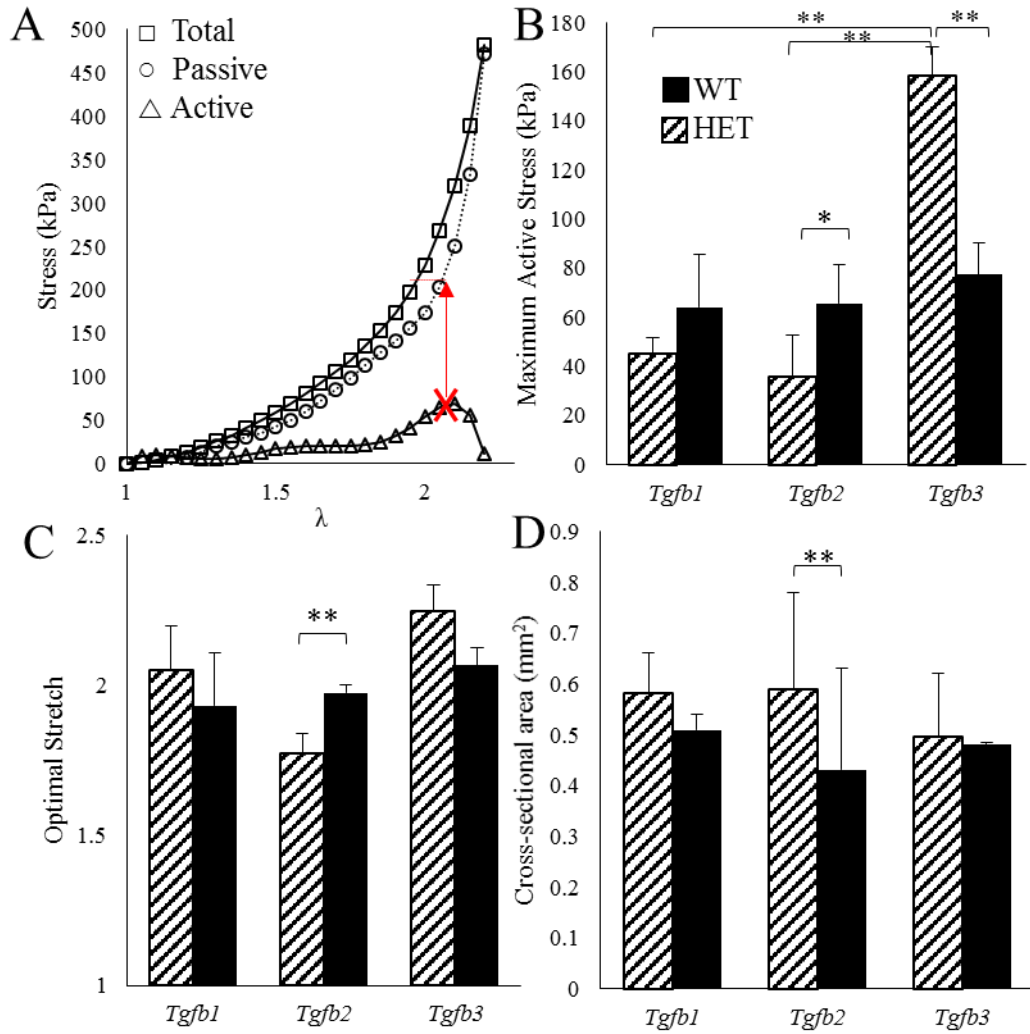 A
Total
Passive
Active
Stress (kPa)
500
450
400
350
300
250
200
150
100
50
0
1
1.5
2
λ
B
WT
HET
Maximum Active Stress (kPa)
180
160
140
120
100
80
60
40
20
0
**
**
**
*
Tgfb1
Tgfb2
Tgfb3
C
Optimal Stretch
2.5
2
1.5
1
**
Tgfb1
Tgfb2
Tgfb3
D
Cross-sectional area (mm²)
0.9
0.8
0.7
0.6
0.5
0.4
0.3
0.2
0.1
0
**
Tgfb1
Tgfb2
Tgfb3